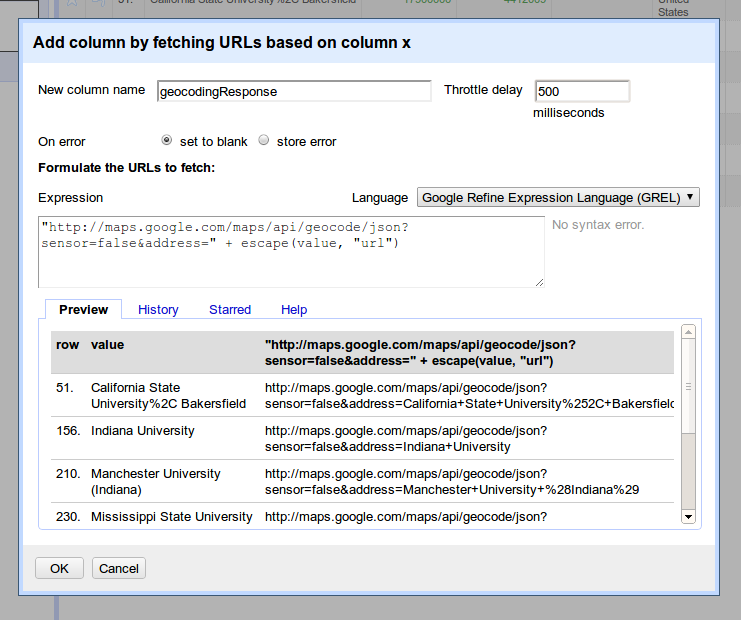 51. California State University%2C Bakersfield 17500000 4412665 United
States
Add column by fetching URLs based on column x
New column name geocodingResponse Throttle delay 500
milliseconds
On error set to blank store error
Formulate the URLs to fetch:
Expression Language Google Refine Expression Language (GREL)
"http://maps.google.com/maps/api/geocode/json?
sensor=false&address=" + escape(value, "url")
No syntax error.
Preview History Starred Help
row value "http://maps.google.com/maps/api/geocode/json?
sensor=false&address=" + escape(value, "url")
51. California State http://maps.google.com/maps/api/geocode/json?
University%2C Bakersfield sensor=false&address=California+State+University%252C+Bakersfield
156. Indiana University http://maps.google.com/maps/api/geocode/json?
sensor=false&address=Indiana+University
210. Manchester University http://maps.google.com/maps/api/geocode/json?
(Indiana) sensor=false&address=Manchester+University+%28Indiana%29
230. Mississippi State University http://maps.google.com/maps/api/geocode/json?
OK Cancel